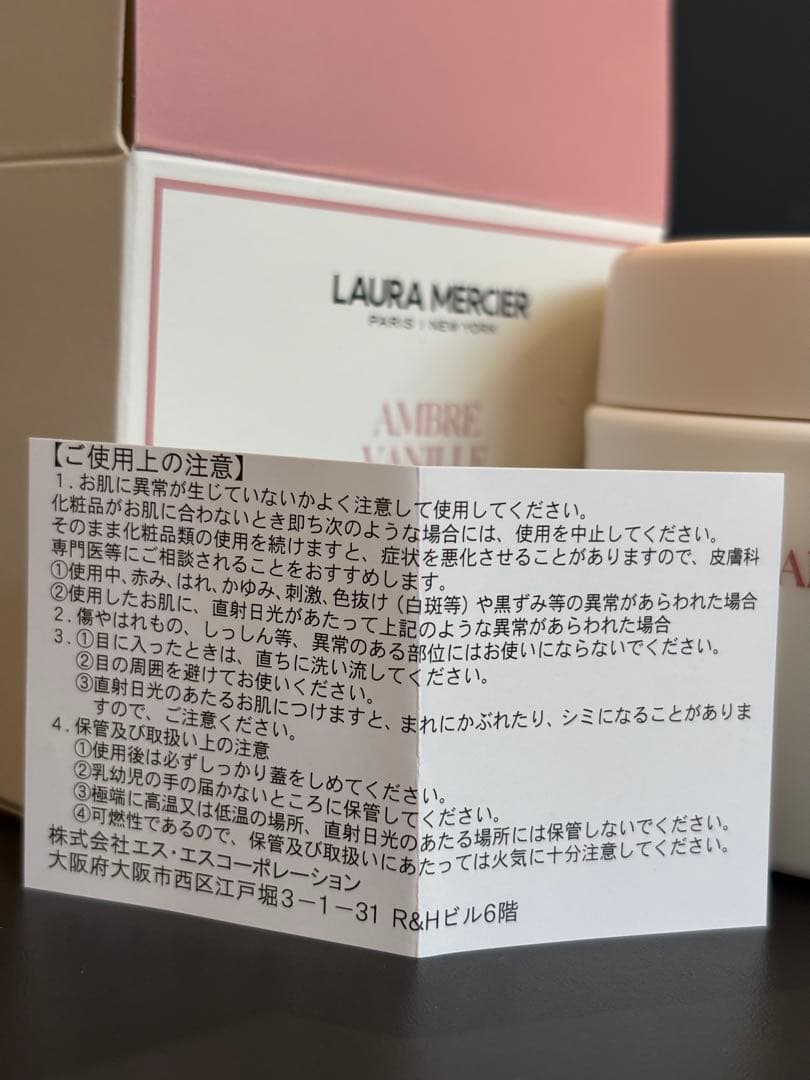 LAURA MERCIER
PARIS | NEW YORK
AMBRE
VANILLE
【ご使用上の注意】
1.お肌に異常が生じていないかよく注意して使用してください。
化粧品がお肌に合わないとき即ち次のような場合には、使用を中止してください。
そのまま化粧品類の使用を続けますと、症状を悪化させることがありますので、皮膚科
専門医等にご相談されることをおすすめします。
①使用中、赤み、はれ、かゆみ、刺激、色抜け(白斑等)や黒ずみ等の異常があらわれた場合
②使用したお肌に、直射日光があたって上記のような異常があらわれた場合
2.傷やはれもの、しっしん等、異常のある部位にはお使いにならないでください。
3.①目に入ったときは、直ちに洗い流してください。
②目の周囲を避けてお使いください。
③直射日光のあたるお肌につけますと、まれにかぶれたり、シミになることがありま
すので、ご注意ください。
4.保管及び取扱い上の注意
①使用後は必ずしっかり蓋をしめてください。
②乳幼児の手の届かないところに保管してください。
③極端に高温又は低温の場所、直射日光のあたる場所には保管しないでください。
④可燃性であるので、保管及び取扱いにあたっては火気に十分注意してください。
株式会社エス・エスコーポレーション
大阪府大阪市西区江戸堀3-1-31 R&Hビル6階